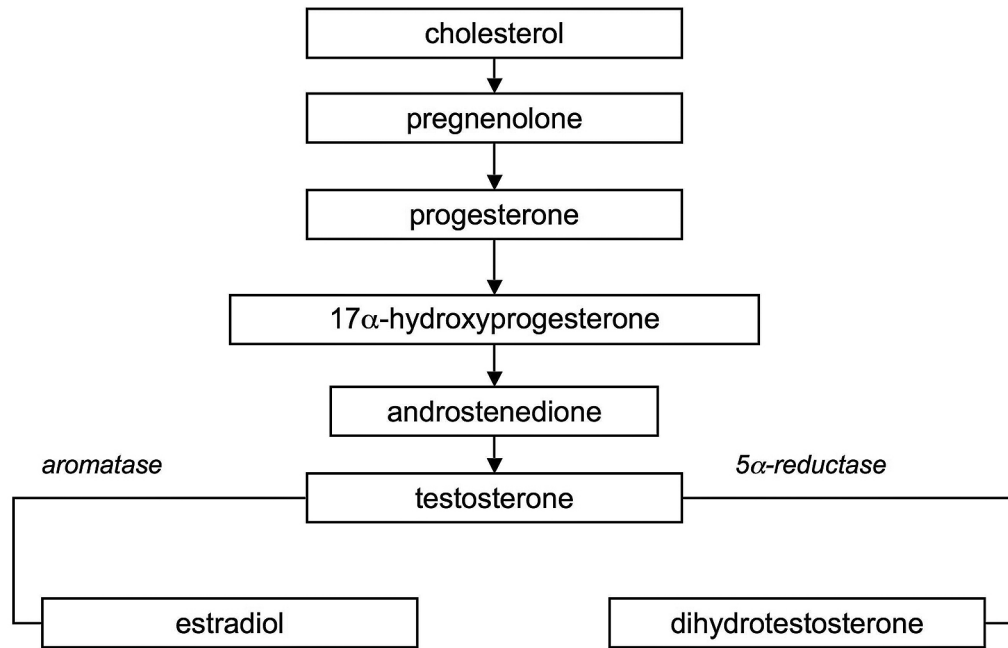 cholesterol
pregnenolone
progesterone
17α-hydroxyprogesterone
androstenedione
aromatase
5α-reductase
testosterone
estradiol
dihydrotestosterone